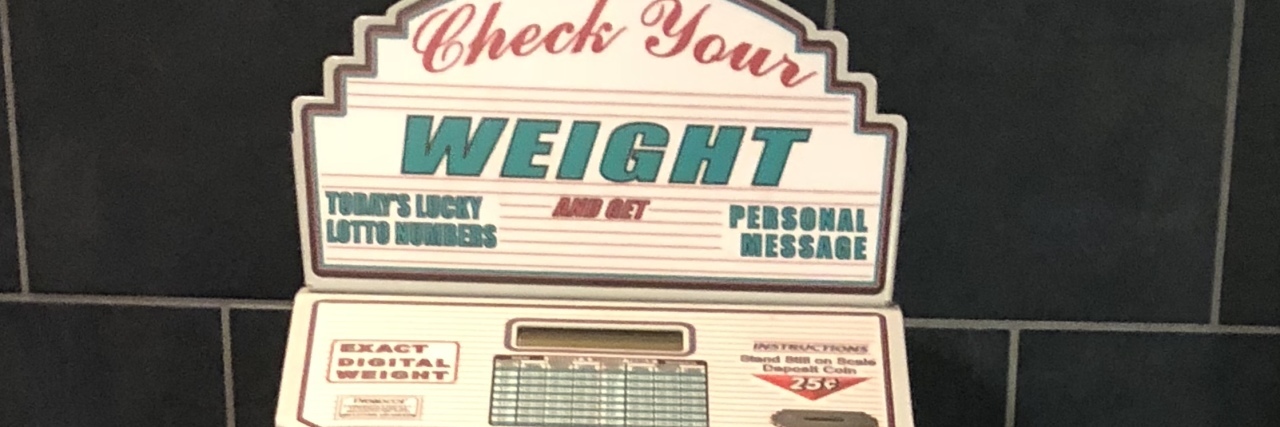 Check Your
WEIGHT
TODAY'S LUCKY
LOTTO NUMBERS
AND GET
PERSONAL
MESSAGE
EXACT
DIGITAL
WEIGHT
INSTRUCTIONS
Stand Still on Scale
Deposit Coin
25¢